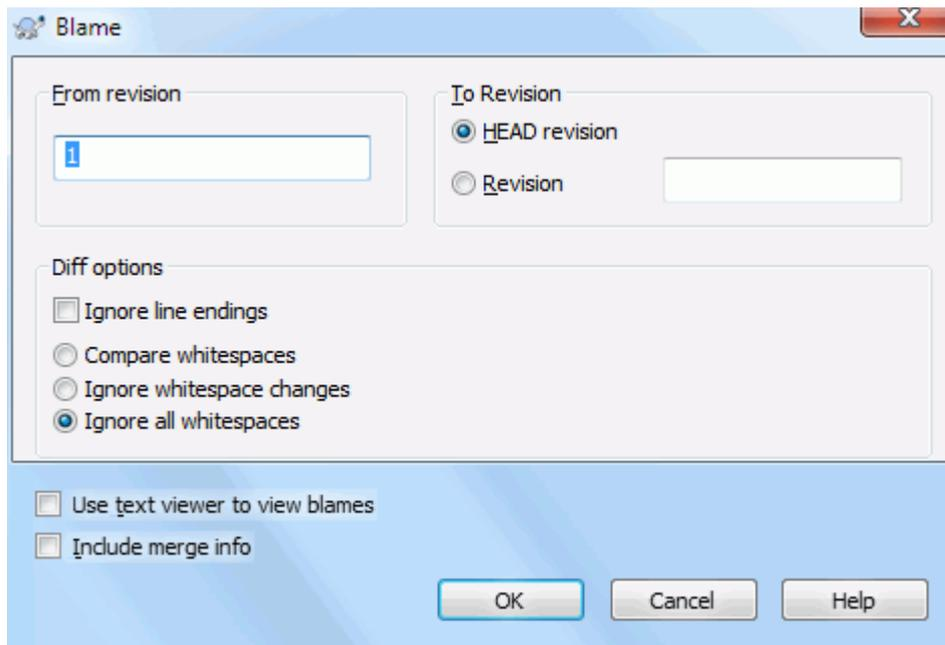 Blame
From revision
1
To Revision
HEAD revision
Revision
Diff options
Ignore line endings
Compare whitespaces
Ignore whitespace changes
Ignore all whitespaces
Use text viewer to view blames
Include merge info
OK Cancel Help